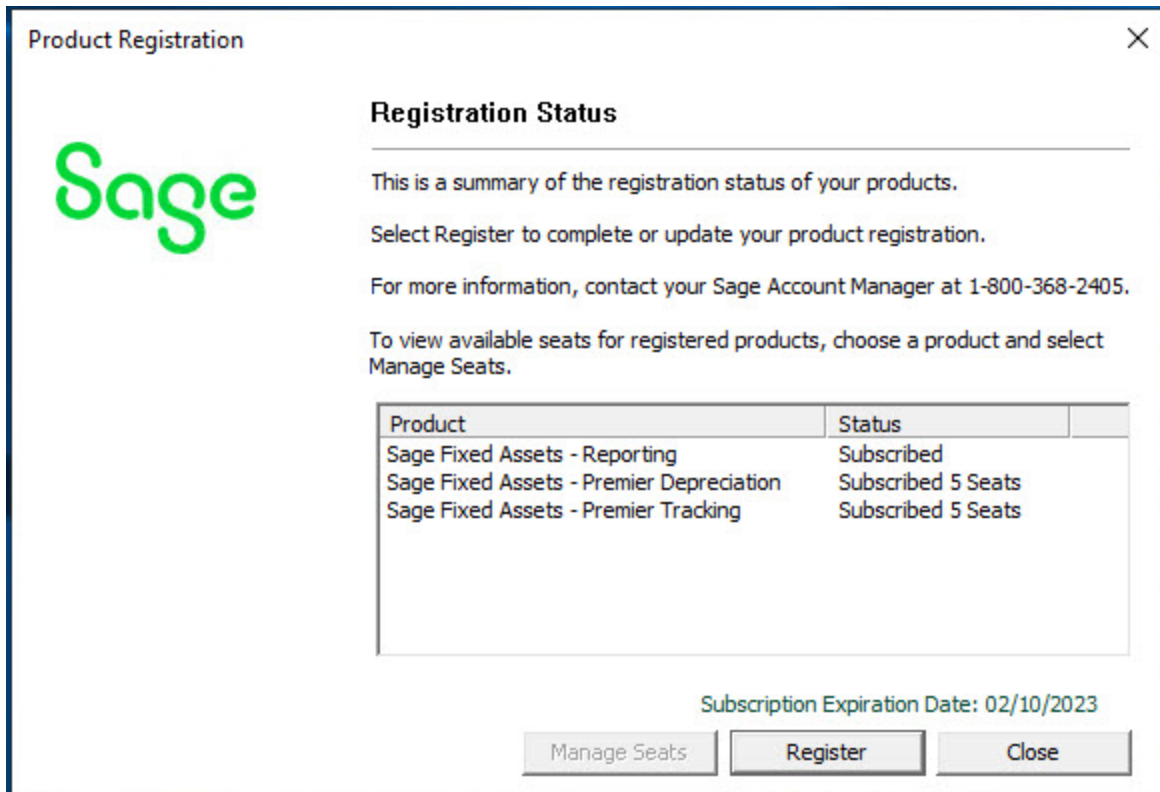 Product Registration
Sage
Registration Status
This is a summary of the registration status of your products.
Select Register to complete or update your product registration.
For more information, contact your Sage Account Manager at 1-800-368-2405.
To view available seats for registered products, choose a product and select
Manage Seats.
Product Status
Sage Fixed Assets - Reporting Subscribed
Sage Fixed Assets - Premier Depreciation Subscribed 5 Seats
Sage Fixed Assets - Premier Tracking Subscribed 5 Seats
Subscription Expiration Date: 02/10/2023
Manage Seats Register Close